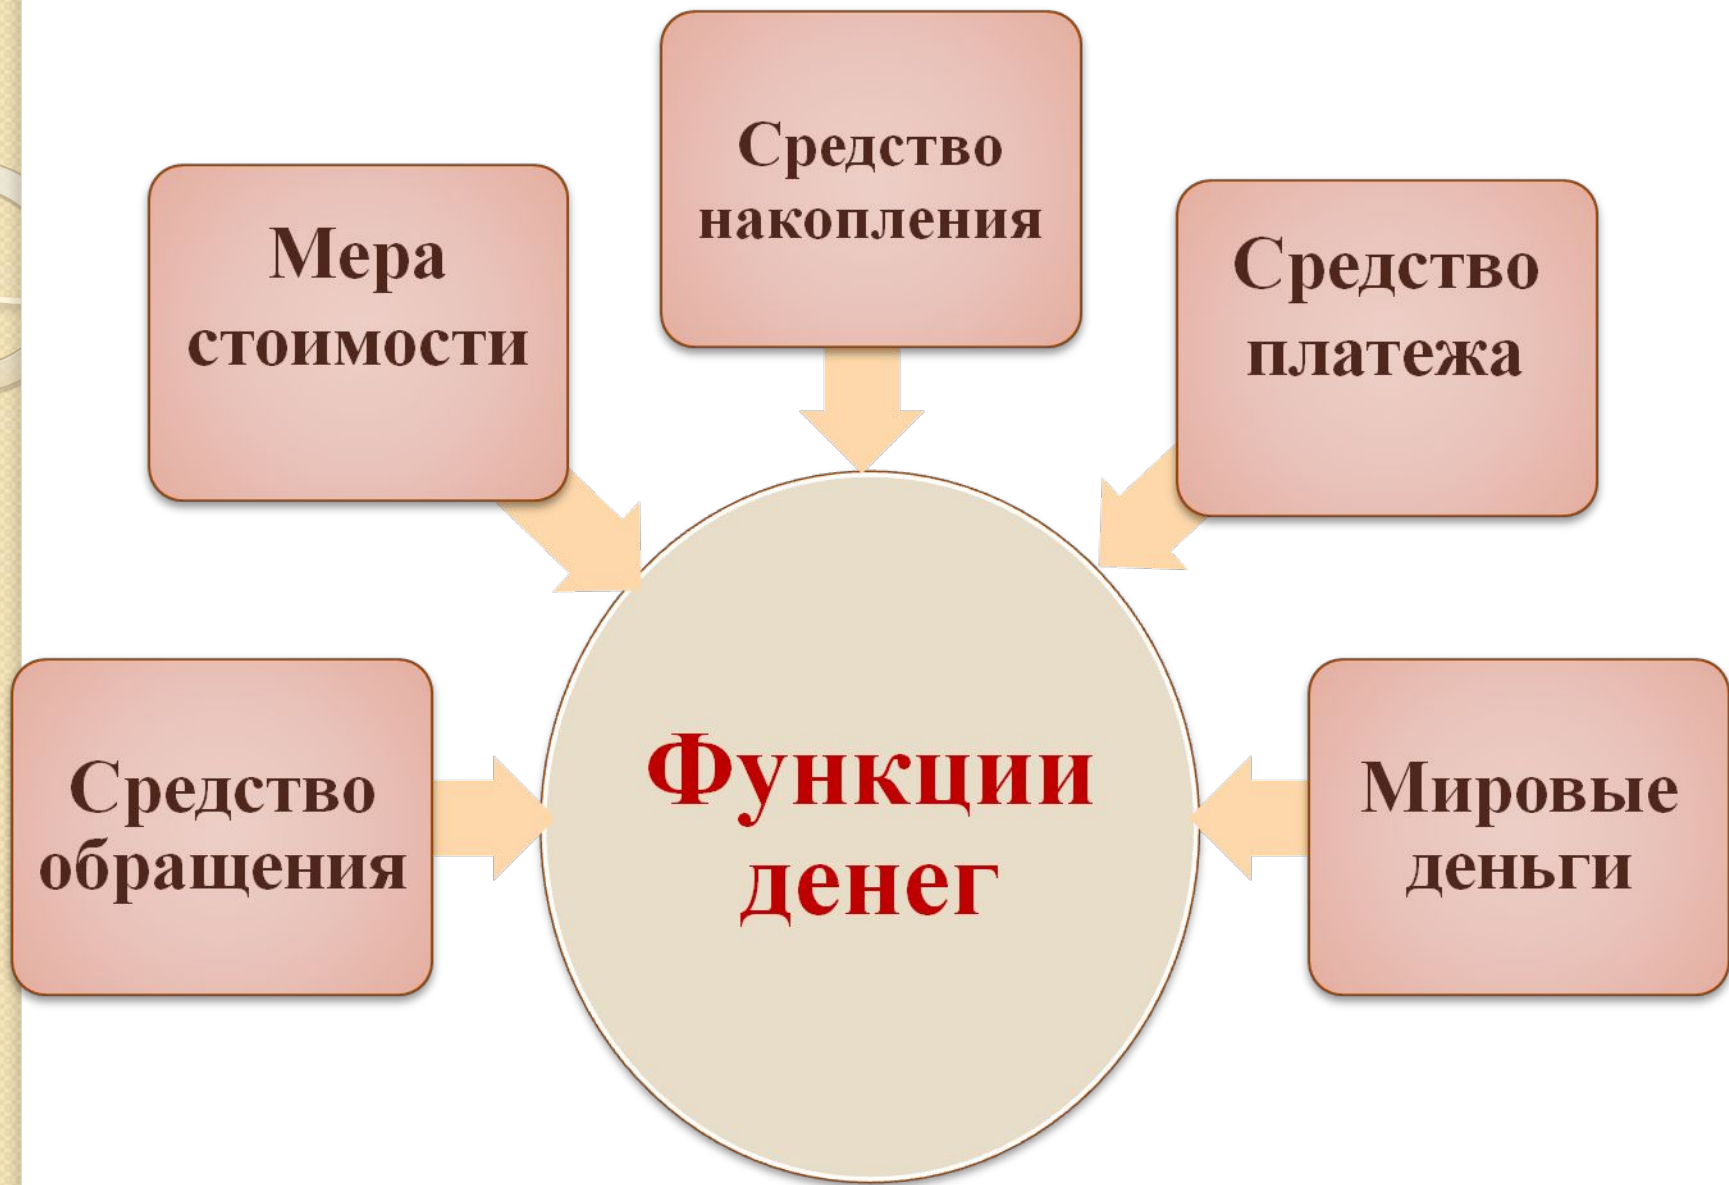 Средство
накопления
Мера
стоимости
Средство
платежа
Средство
обращения
Функции
денег
Мировые
деньги